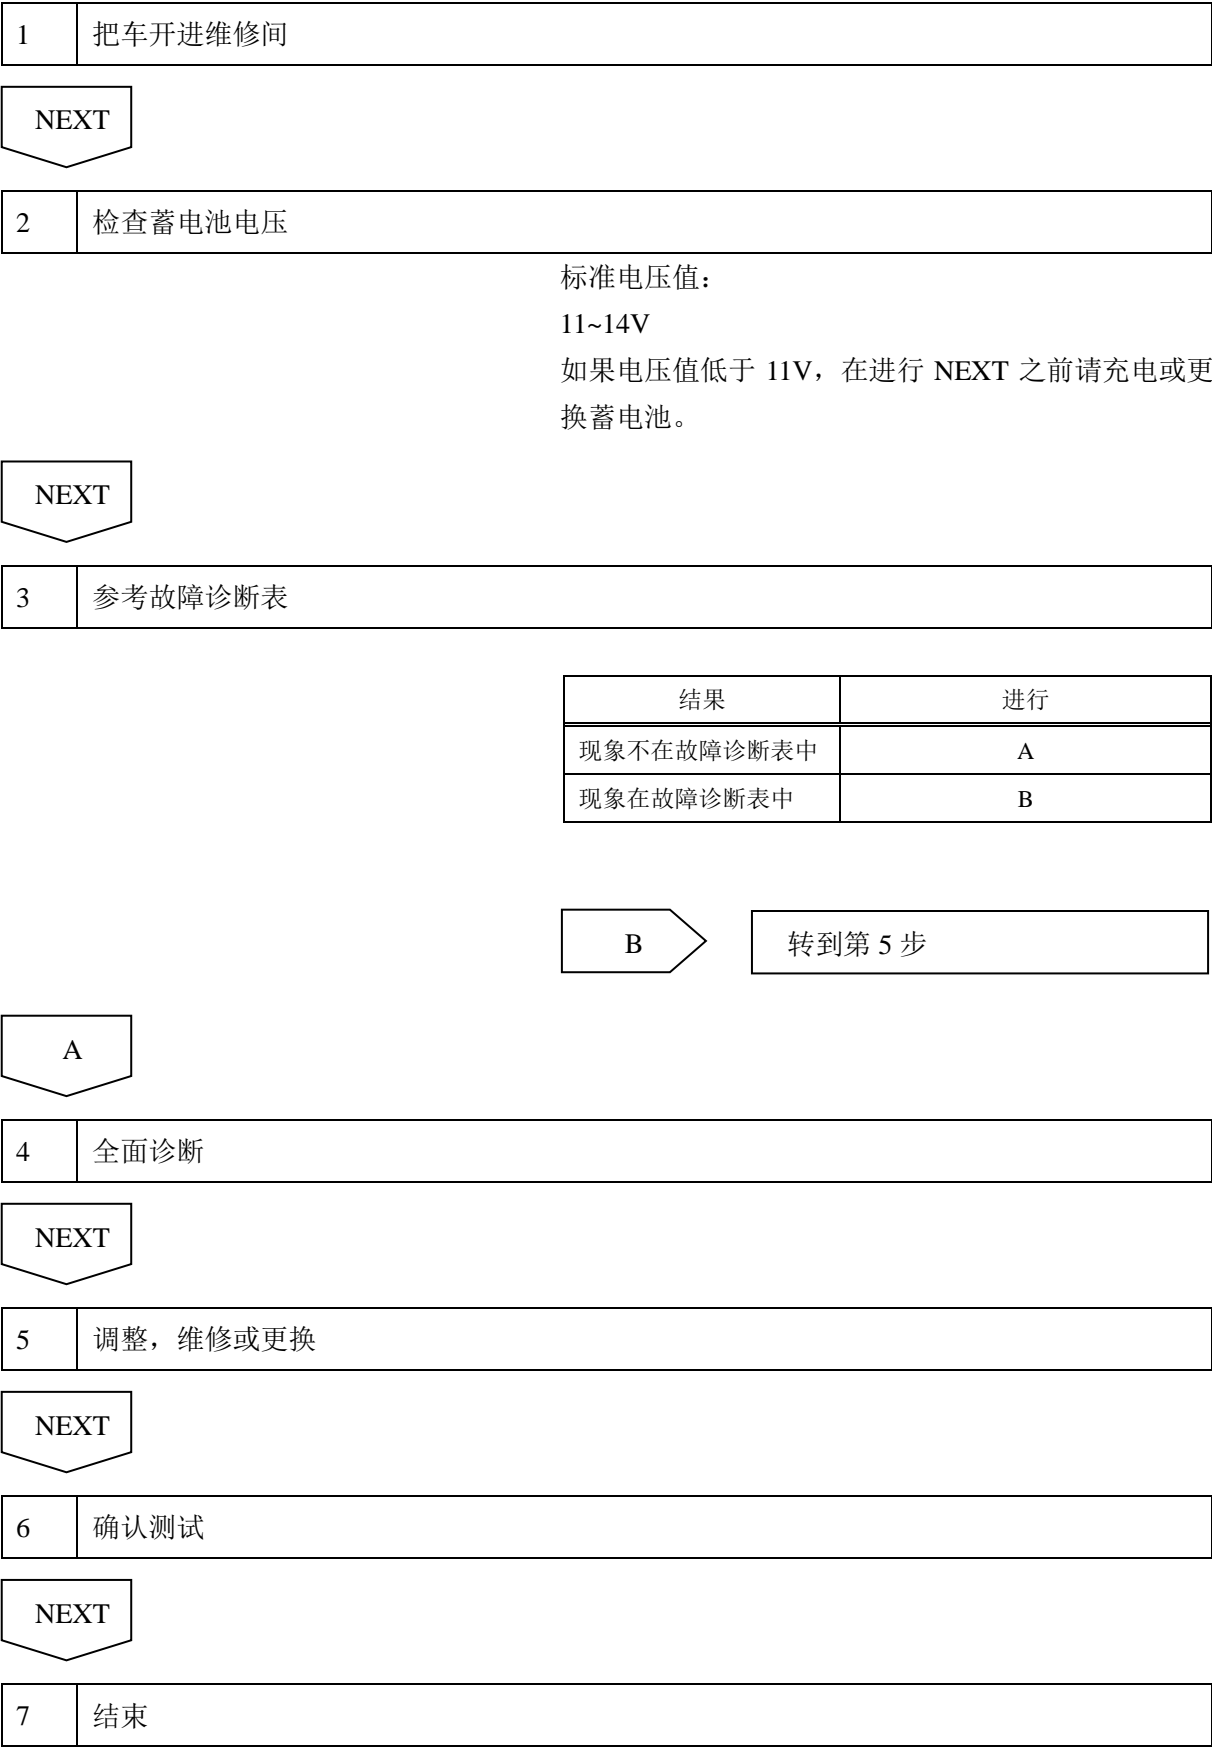 1 把车开进维修间
NEXT
2 检查蓄电池电压
标准电压值：
11~14V
如果电压值低于 11V，在进行 NEXT 之前请充电或更
换蓄电池。
NEXT
3 参考故障诊断表
结果 进行
现象不在故障诊断表中 A
现象在故障诊断表中 B
B 转到第 5 步
A
4 全面诊断
NEXT
5 调整，维修或更换
NEXT
6 确认测试
NEXT
7 结束